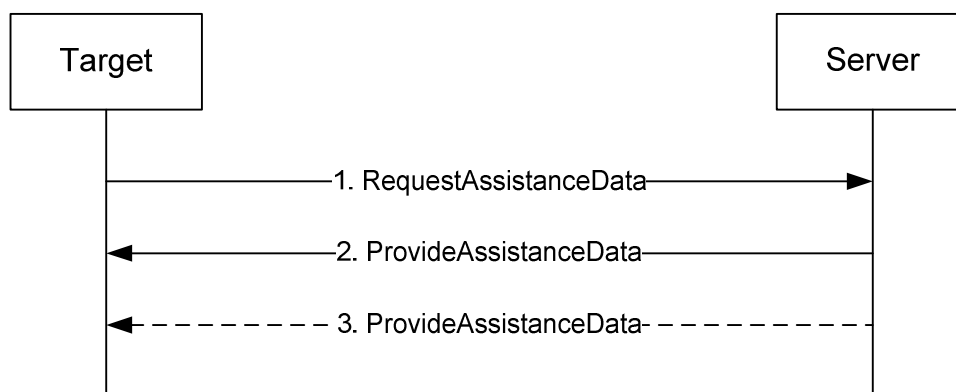 Target
Server
1. RequestAssistanceData
2. ProvideAssistanceData
3. ProvideAssistanceData